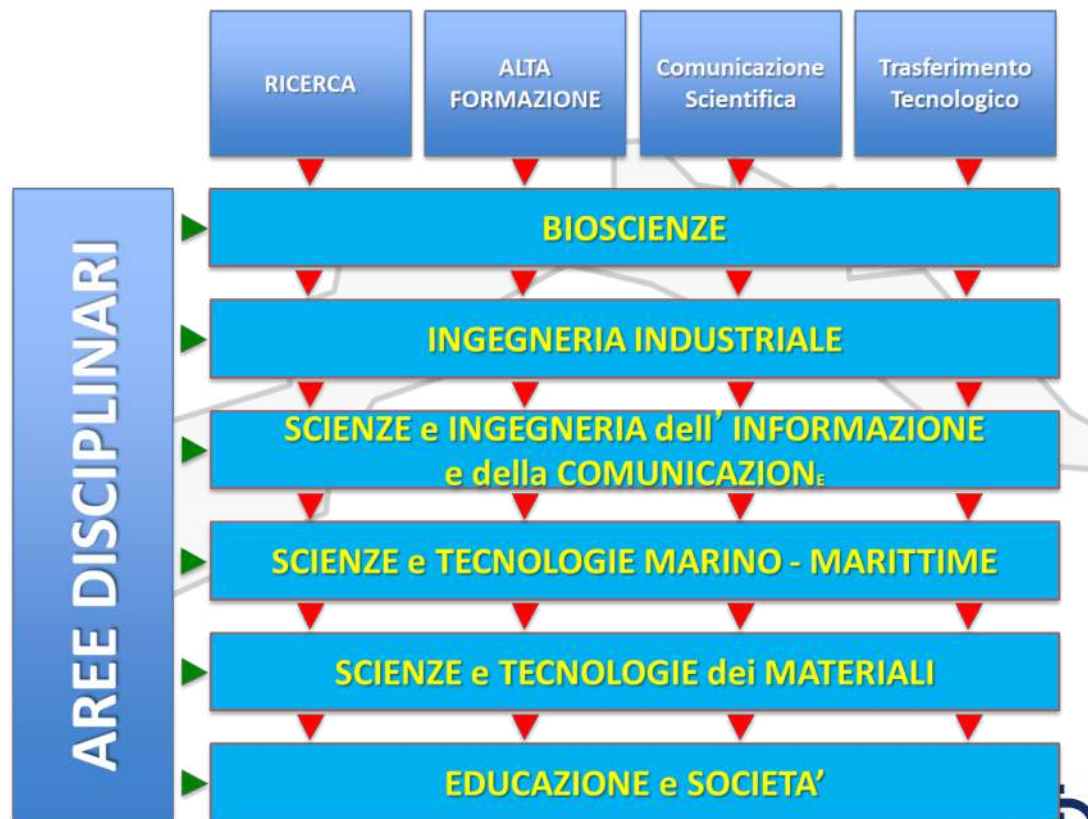 RICERCA
ALTA
FORMAZIONE
Comunicazione
Scientifica
Trasferimento
Tecnologico
AREE DISCIPLINARI
BIOSCIENZE
INGEGNERIA INDUSTRIALE
SCIENZE e INGEGNERIA dell' INFORMAZIONE
e della COMUNICAZIONE
SCIENZE e TECNOLOGIE MARINO - MARITTIME
SCIENZE e TECNOLOGIE dei MATERIALI
EDUCAZIONE e SOCIETA'